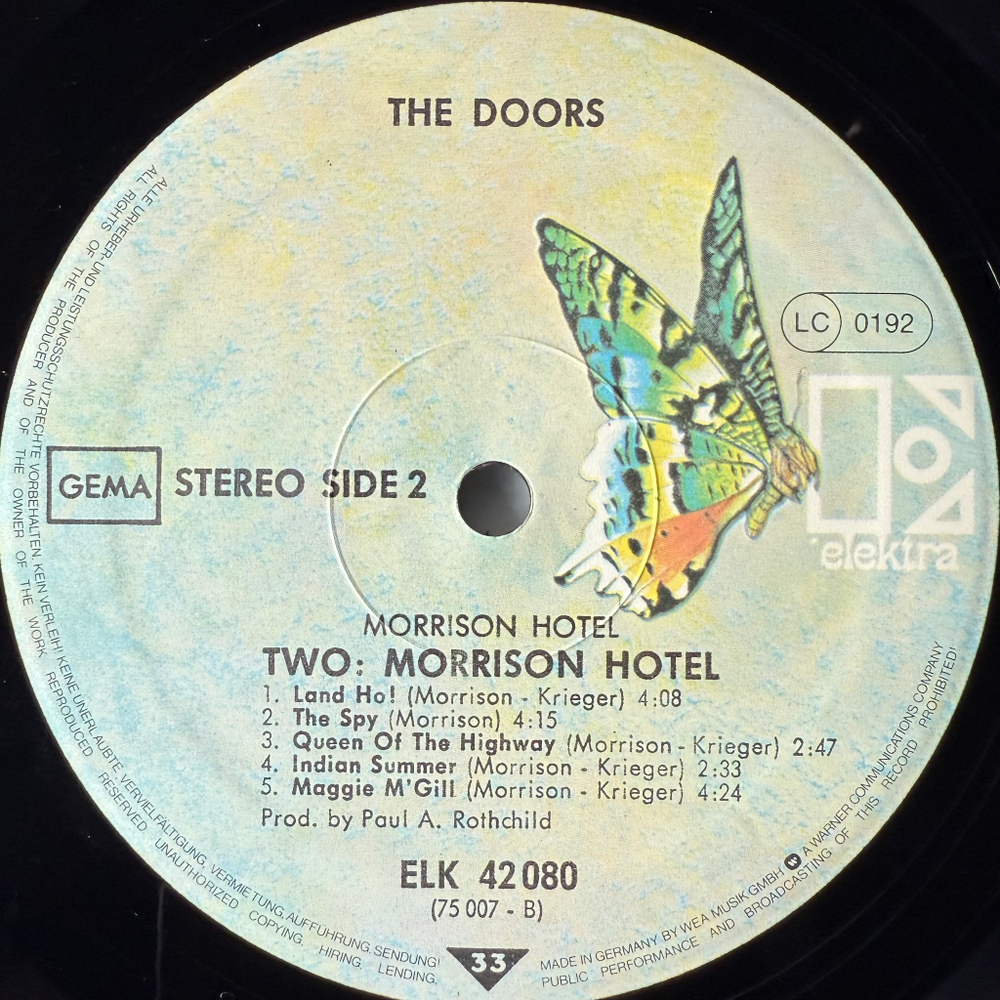 THE DOORS
LC 0192
GEMA STEREO SIDE 2
elektra
MORRISON HOTEL
TWO: MORRISON HOTEL
1. Land Ho! (Morrison - Krieger) 4:08
2. The Spy (Morrison) 4:15
3. Queen Of The Highway (Morrison - Krieger) 2:47
4. Indian Summer (Morrison - Krieger) 2:33
5. Maggie M'Gill (Morrison - Krieger) 4:24
Prod. by Paul A. Rothchild
ELK 42 080
(75 007 - B)
33
ALLE URHEBER- UND LEISTUNGSSCHUTZRECHTE VORBEHALTEN. KEIN VERLEIH! KEINE UNERLAUBTE VERVIELFÄLTIGUNG, VERMIETUNG, AUFFÜHRUNG, SENDUNG!
ALL RIGHTS OF THE PRODUCER AND OF THE OWNER OF THE WORK REPRODUCED RESERVED UNAUTHORIZED COPYING, HIRING, LENDING,
MADE IN GERMANY BY WEA MUSIK GMBH A WARNER COMMUNICATIONS COMPANY
PUBLIC PERFORMANCE AND BROADCASTING OF THIS RECORD PROHIBITED!